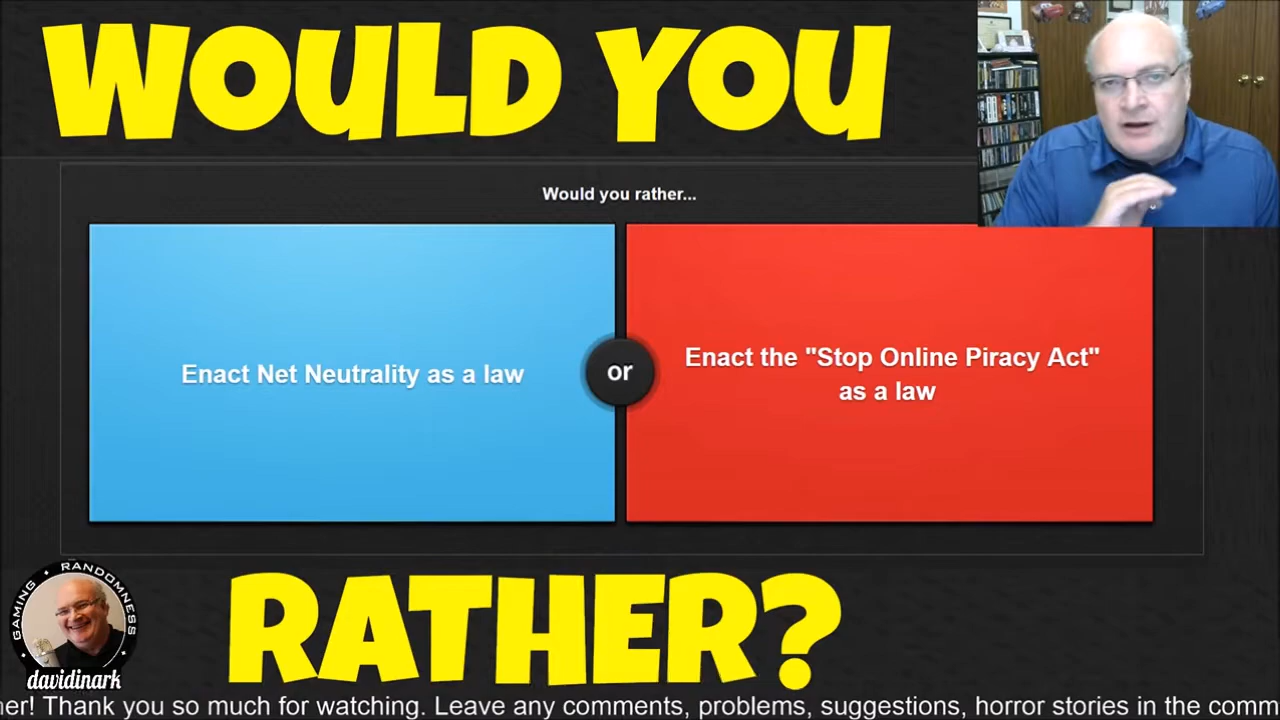 WOULD YOU
Would you rather...
Enact Net Neutrality as a law
or
Enact the "Stop Online Piracy Act"
as a law
GAMING • RANDOMNESS
davidinark
RATHER?
! Thank you so much for watching. Leave any comments, problems, suggestions, horror stories in the